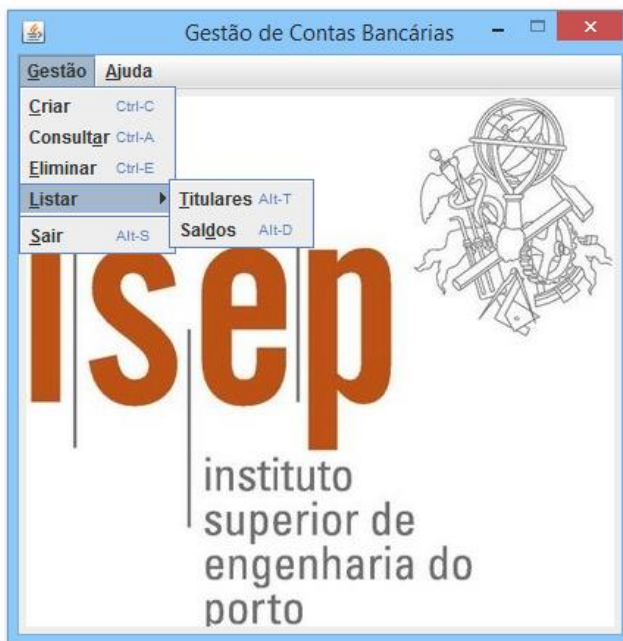 Gestão de Contas Bancárias
Gestão Ajuda
Criar Ctrl-C
Consultar Ctrl-A
Eliminar Ctrl-E
Listar
Titulares Alt-T
Saldos Alt-D
Sair Alt-S
isep
instituto
superior de
engenharia do
porto